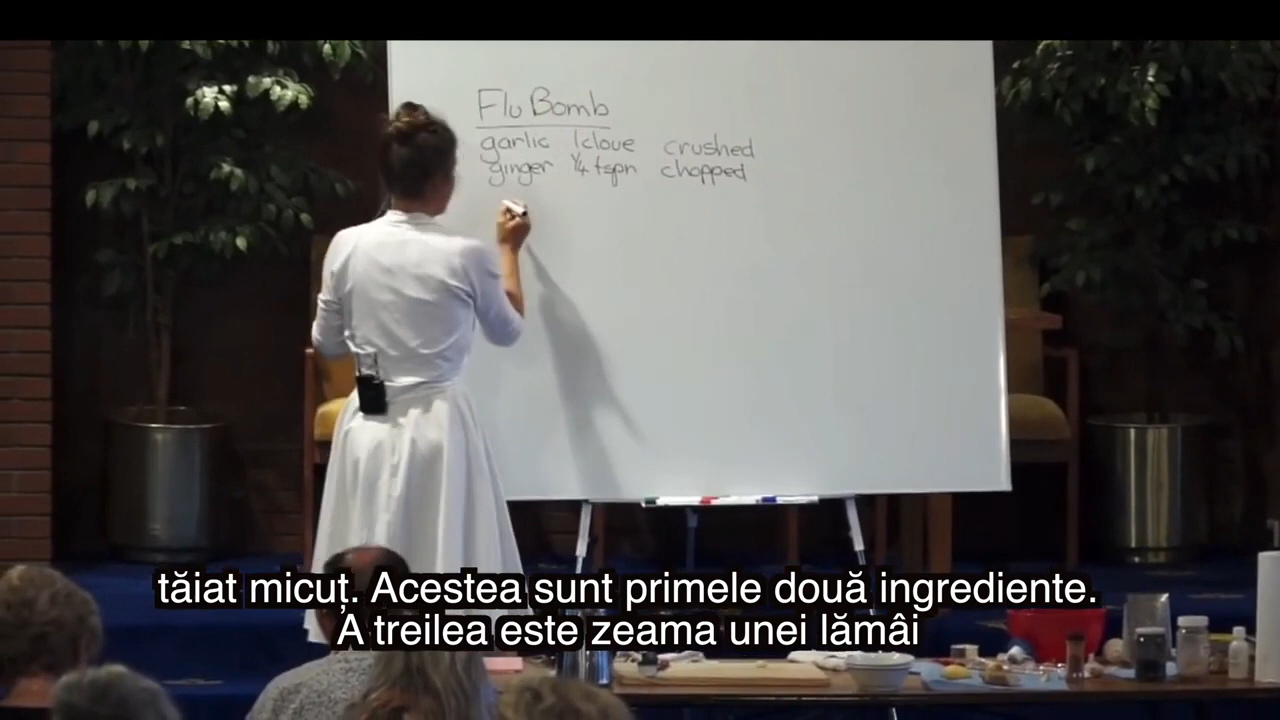 Flu Bomb
garlic 1clove crushed
ginger 1/4 tspn chopped
tăiat micuț. Acestea sunt primele două ingrediente.
A treilea este zeama unei lămâi